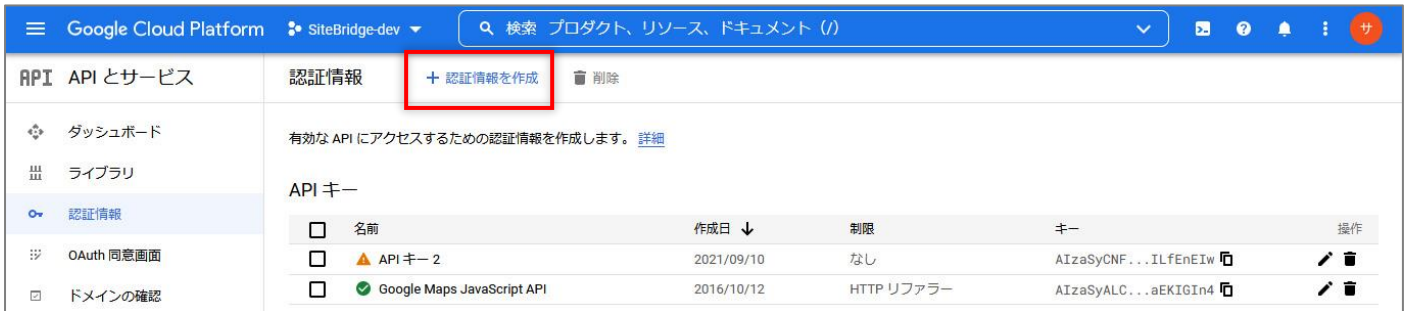 Google Cloud Platform SiteBridge-dev 検索 プロダクト、リソース、ドキュメント (/) サ
API APIとサービス 認証情報 + 認証情報を作成 削除
ダッシュボード
有効な API にアクセスするための認証情報を作成します。 詳細
ライブラリ
API キー
認証情報
名前 作成日 制限 キー 操作
OAuth 同意画面
API キー 2 2021/09/10 なし AIzaSyCNF...ILfEnEIw
ドメインの確認
Google Maps JavaScript API 2016/10/12 HTTP リファラー AIzaSyALC...aEKIGIn4